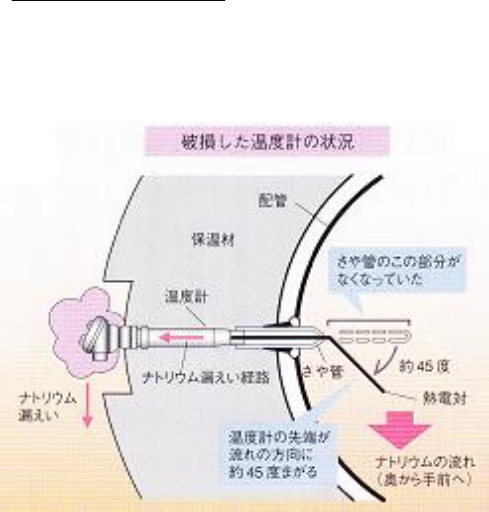 破損した温度計の状況
配管
保温材
さや管のこの部分が
なくなっていた
温度計
ナトリウム漏えい経路
さや管
約45度
熱電対
ナトリウム
漏えい
温度計の先端が
流れの方向に
約45度まがる
ナトリウムの流れ
(奥から手前へ)